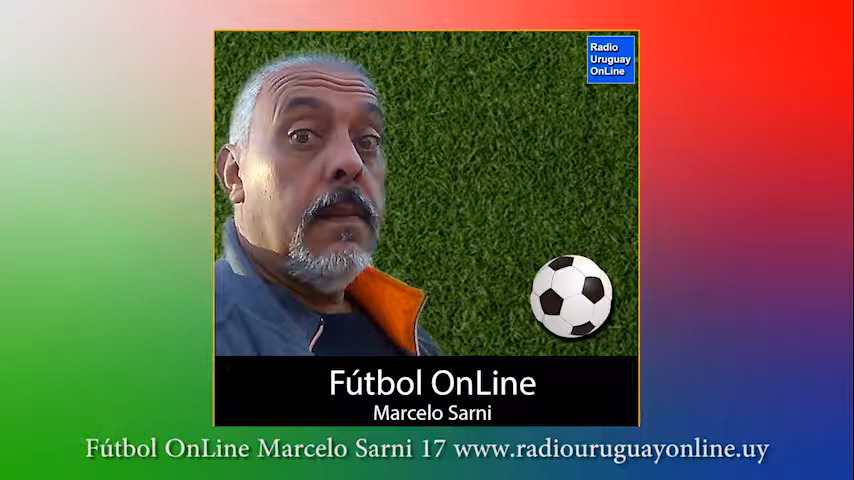 Radio
Uruguay
OnLine
Fútbol OnLine
Marcelo Sarni
Fútbol OnLine Marcelo Sarni 17 www.radiouruguayonline.uy